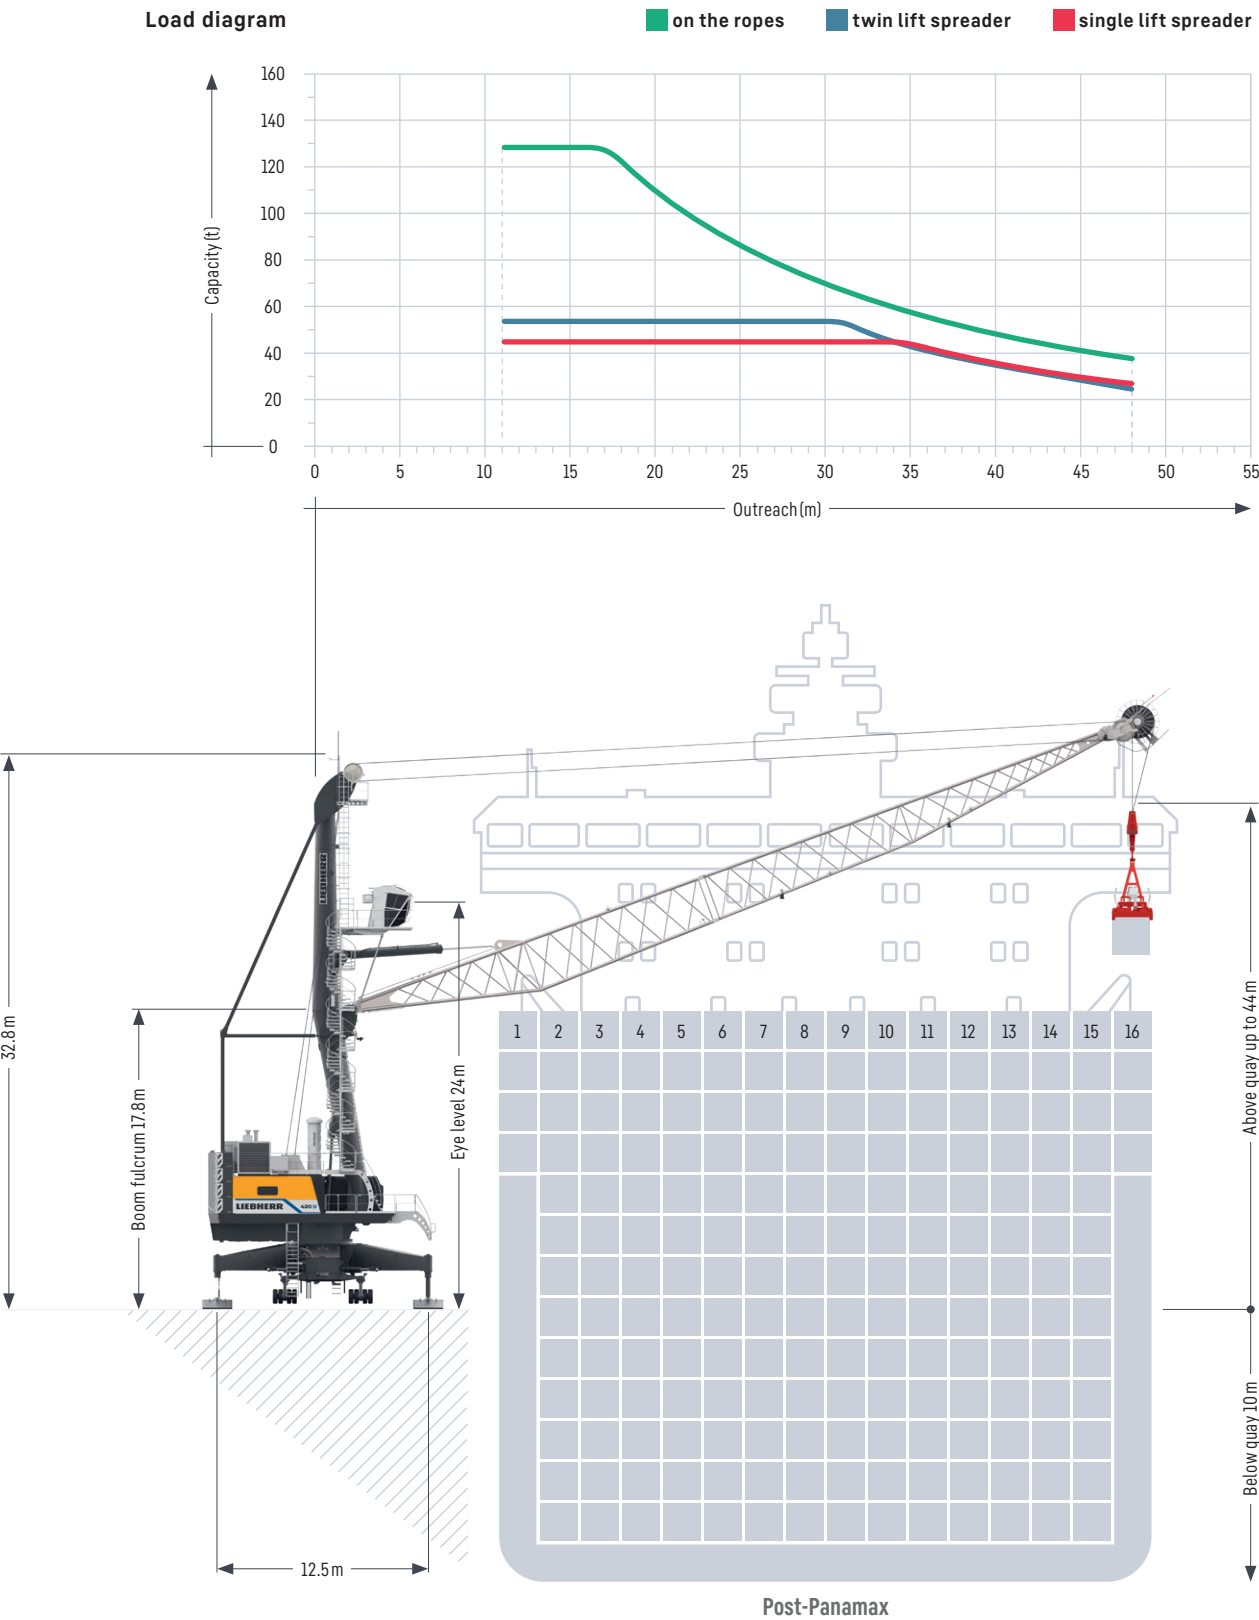 Load diagram
on the ropes
twin lift spreader
single lift spreader
160
140
120
100
80
60
40
20
0
Capacity (t)
0 5 10 15 20 25 30 35 40 45 50 55
Outreach (m)
32.8 m
Boom fulcrum 17.8 m
Eye level 24 m
Above quay up to 44 m
Below quay 10 m
LIEBHERR
1 2 3 4 5 6 7 8 9 10 11 12 13 14 15 16
LIEBHERR 420
12.5 m
Post-Panamax